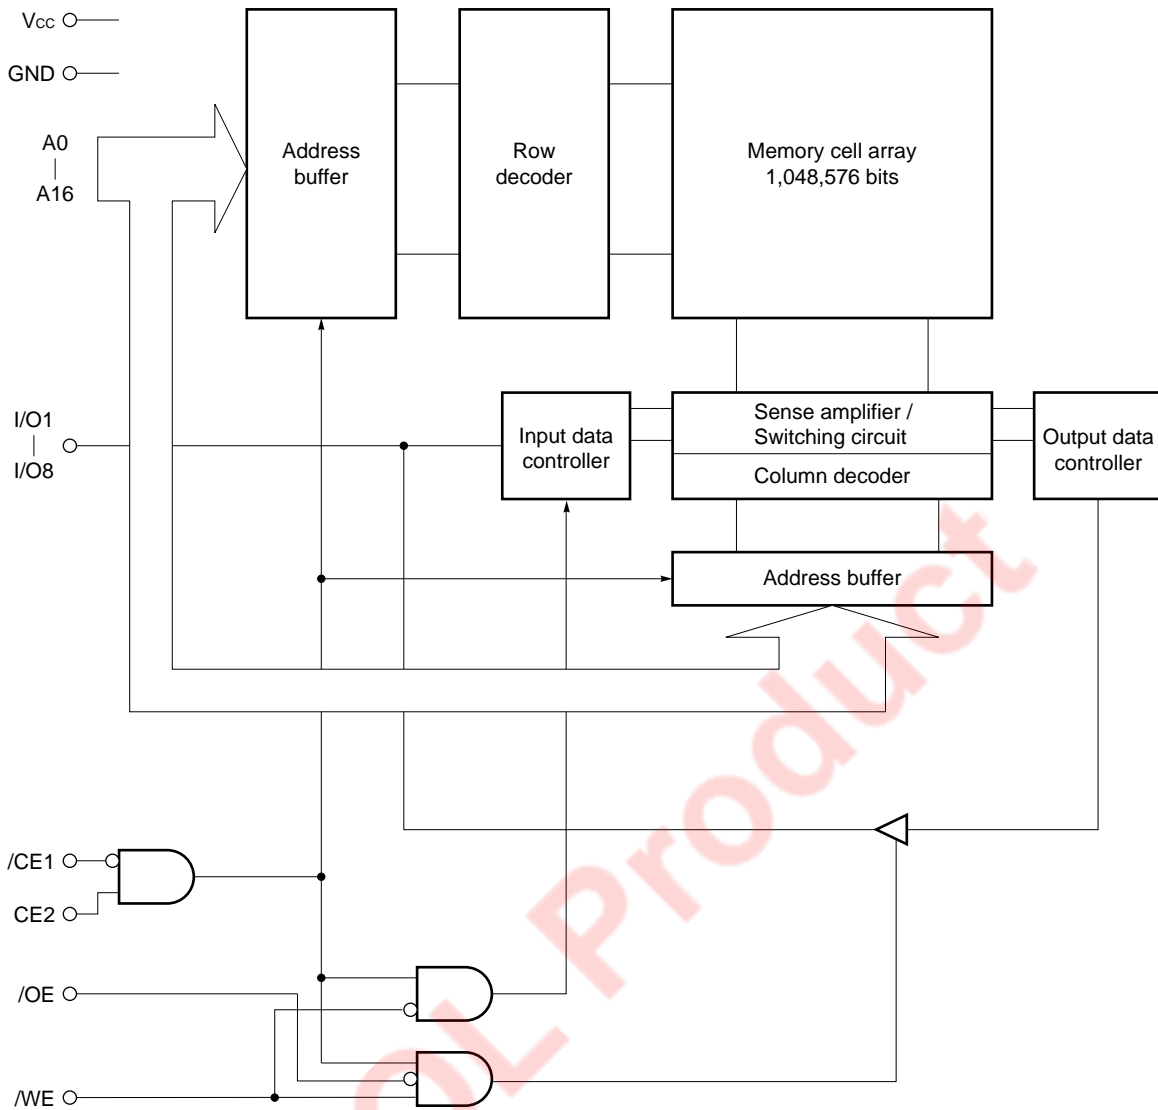 Vcc
GND
A0
A16
Address
buffer
Row
decoder
Memory cell array
1,048,576 bits
I/O1
I/O8
Input data
controller
Sense amplifier /
Switching circuit
Column decoder
Output data
controller
Address buffer
/CE1
CE2
/OE
/WE
OL Product